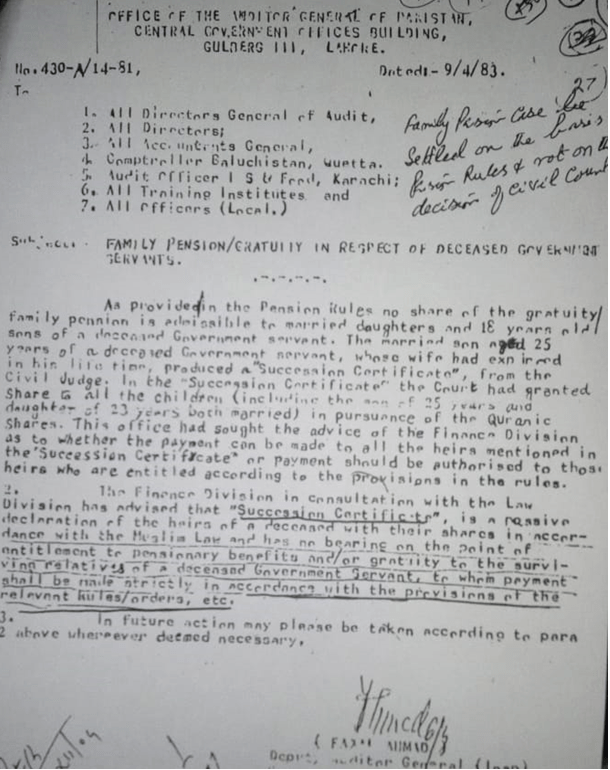 OFFICE OF THE AUDITOR GENERAL OF PAKISTAN,
CENTRAL GOVERNMENT OFFICES BUILDING,
GULBERG III, LAHORE.
No. 430-A/14-81,
Dated:- 9/4/83.
To
1. All Directors General of Audit,
2. All Directors;
3. All Accountants General,
4. Comptroller Baluchistan, Quetta.
5. Audit Officer I S & Food, Karachi;
6. All Training Institutes and
7. All Officers (Local.)
27)
Family Pension Case be
Settled on the basis
Pension Rules & not on the
decision of Civil Court
Subject:- FAMILY PENSION/GRATUITY IN RESPECT OF DECEASED GOVERNMENT
SERVANTS.
As provided in the Pension Rules no share of the gratuity/
family pension is admissible to married daughters and 18 years old
sons of a deceased Government servant. The married son aged 25
years of a deceased Government servant, whose wife had expired
in his life time, produced a "Succession Certificate", from the
Civil Judge. In the "Succession Certificate" the Court had granted
Share to all the children (including the son of 25 years and
daughter of 23 years both married) in pursuance of the Quranic
Shares. This office had sought the advice of the Finance Division
as to whether the payment can be made to all the heirs mentioned in
the "Succession Certificate" or payment should be authorised to those
heirs who are entitled according to the provisions in the rules.
2. The Finance Division in consultation with the Law
Division has advised that "Succession Certificate", is a passive
declaration of the heirs of a deceased with their shares in accor-
dance with the Muslim Law and has no bearing on the point of
entitlement to pensionary benefits and/or gratuity to the survi-
ving relatives of a deceased Government Servant, to whom payment
shall be made strictly in accordance with the provisions of the
relevant Rules/orders, etc.
3. In future action may please be taken according to para
2 above wherever deemed necessary.
AHMAD)
Deputy Auditor General